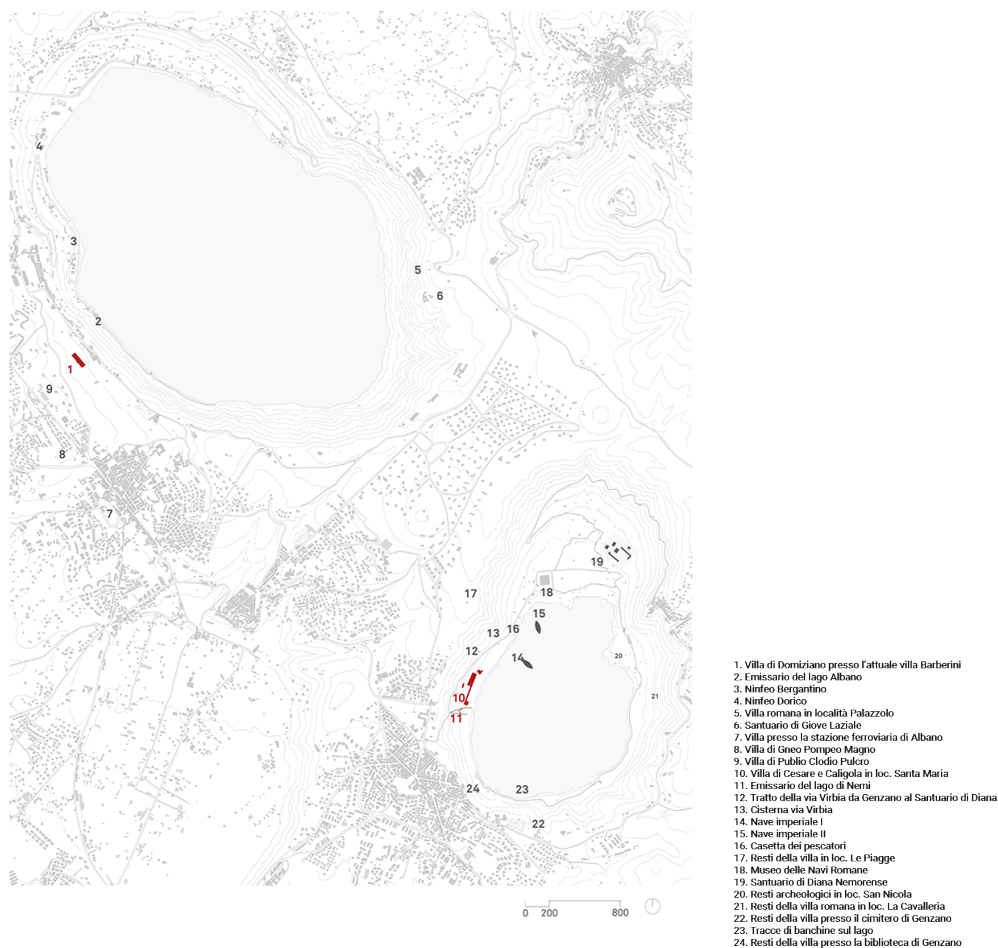 4
3
5
6
2
1
9
8
7
19
17
18
15
16
13
12
14
20
10
21
11
24
23
22
0 200 800
1. Villa di Domiziano presso l'attuale villa Barberini
2. Emissario del lago Albano
3. Ninfeo Bergantino
4. Ninfeo Dorico
5. Villa romana in località Palazzolo
6. Santuario di Giove Laziale
7. Villa presso la stazione ferroviaria di Albano
8. Villa di Gneo Pompeo Magno
9. Villa di Publio Clodio Pulcro
10. Villa di Cesare e Caligola in loc. Santa Maria
11. Emissario del lago di Nemi
12. Tratto della via Virbia da Genzano al Santuario di Diana
13. Cisterna via Virbia
14. Nave imperiale I
15. Nave imperiale II
16. Casetta dei pescatori
17. Resti della villa in loc. Le Piagge
18. Museo delle Navi Romane
19. Santuario di Diana Nemorense
20. Resti archeologici in loc. San Nicola
21. Resti della villa romana in loc. La Cavalleria
22. Resti della villa presso il cimitero di Genzano
23. Tracce di banchine sul lago
24. Resti della villa presso la biblioteca di Genzano